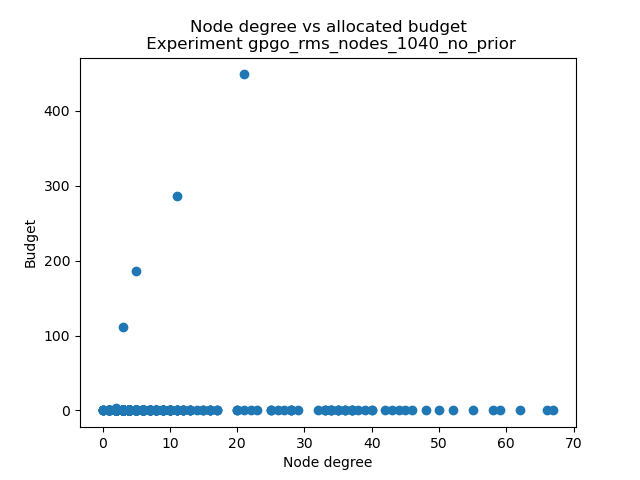 Node degree vs allocated budget
Experiment gpgo_rms_nodes_1040_no_prior
400
300
200
100
0
Budget
0 10 20 30 40 50 60 70
Node degree